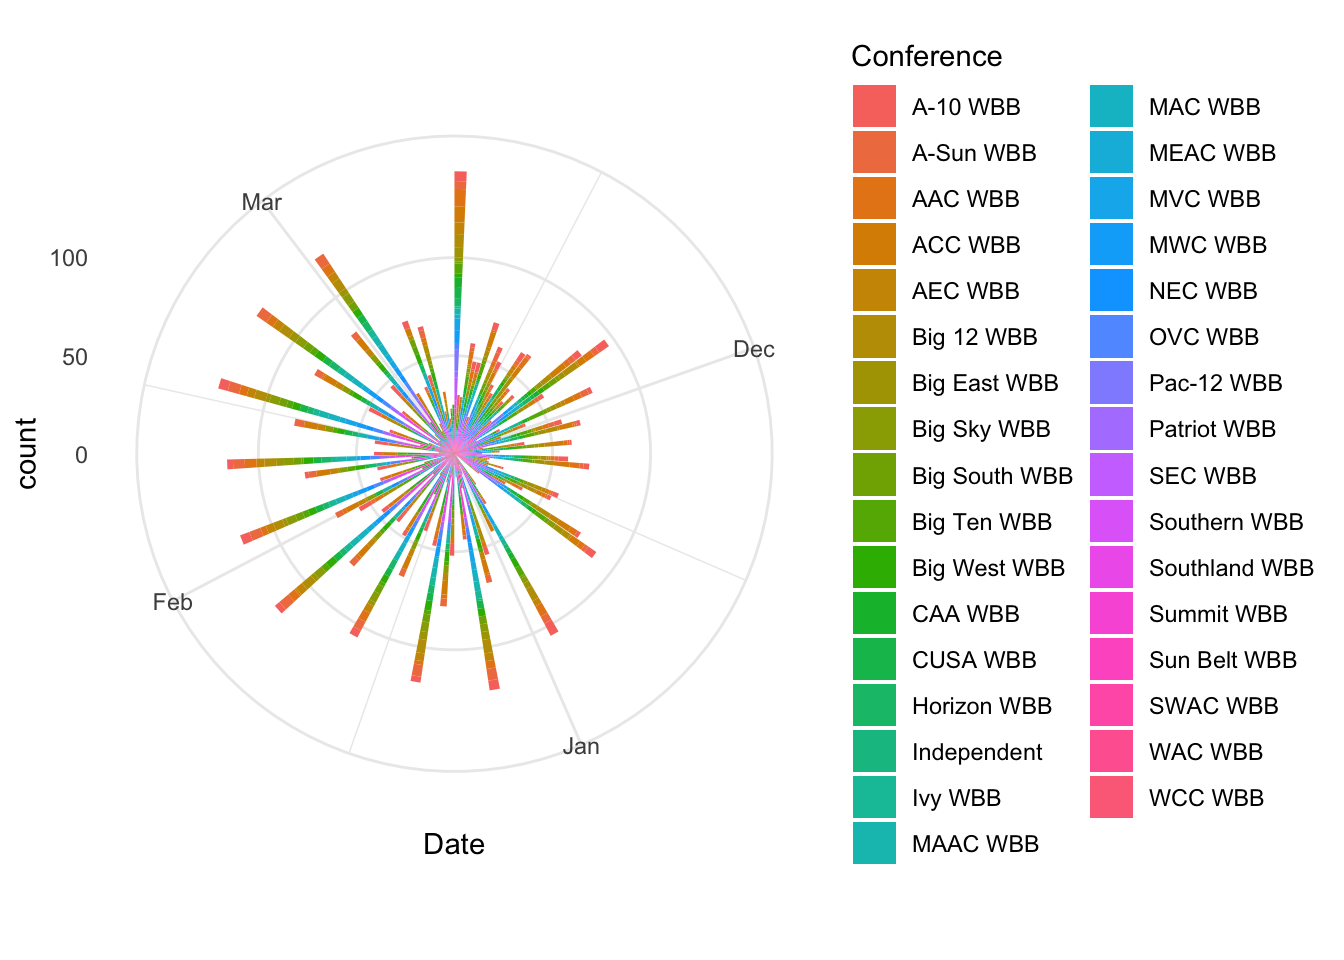 Conference
A-10 WBB
A-Sun WBB
AAC WBB
ACC WBB
AEC WBB
Big 12 WBB
Big East WBB
Big Sky WBB
Big South WBB
Big Ten WBB
Big West WBB
CAA WBB
CUSA WBB
Horizon WBB
Independent
Ivy WBB
MAAC WBB
MAC WBB
MEAC WBB
MVC WBB
MWC WBB
NEC WBB
OVC WBB
Pac-12 WBB
Patriot WBB
SEC WBB
Southern WBB
Southland WBB
Summit WBB
Sun Belt WBB
SWAC WBB
WAC WBB
WCC WBB
Mar
Dec
Feb
Jan
100
50
0
count
Date